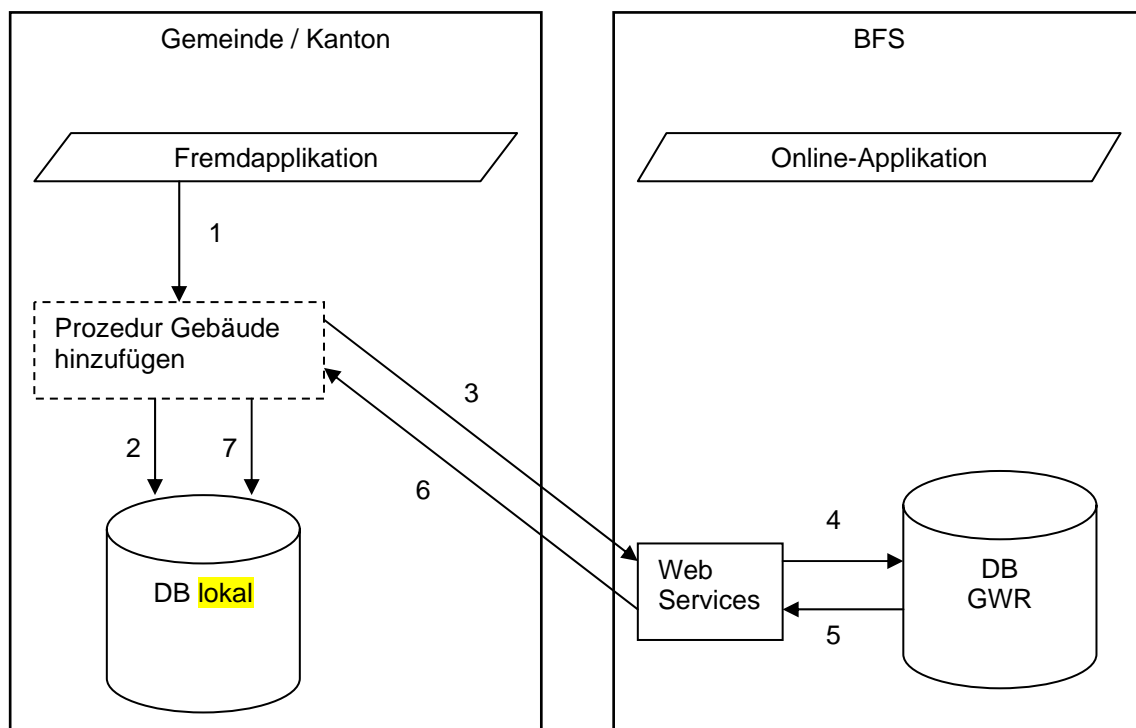 Gemeinde / Kanton
BFS
Fremdapplikation
Online-Applikation
1
Prozedur Gebäude
hinzufügen
3
2
7
6
4
DB lokal
Web
Services
DB
GWR
5